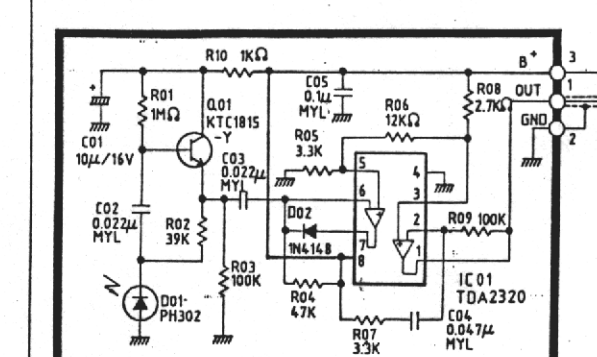 R10 1KΩ
B+
3
R01
1MΩ
Q01
KTC1815
-Y
C05
0.1μ
MYL
R06
12KΩ
R08
2.7KΩ
OUT
1
GND
2
C01
10μ/16V
R05
3.3K
C03
0.022μ
MYL
5
4
6
3
C02
0.022μ
MYL
R02
39K
D02
1N4148
2
R09 100K
7
1
8
R03
100K
IC01
TDA2320
D01-
PH302
R04
47K
C04
0.047μ
MYL
R07
3.3K
+